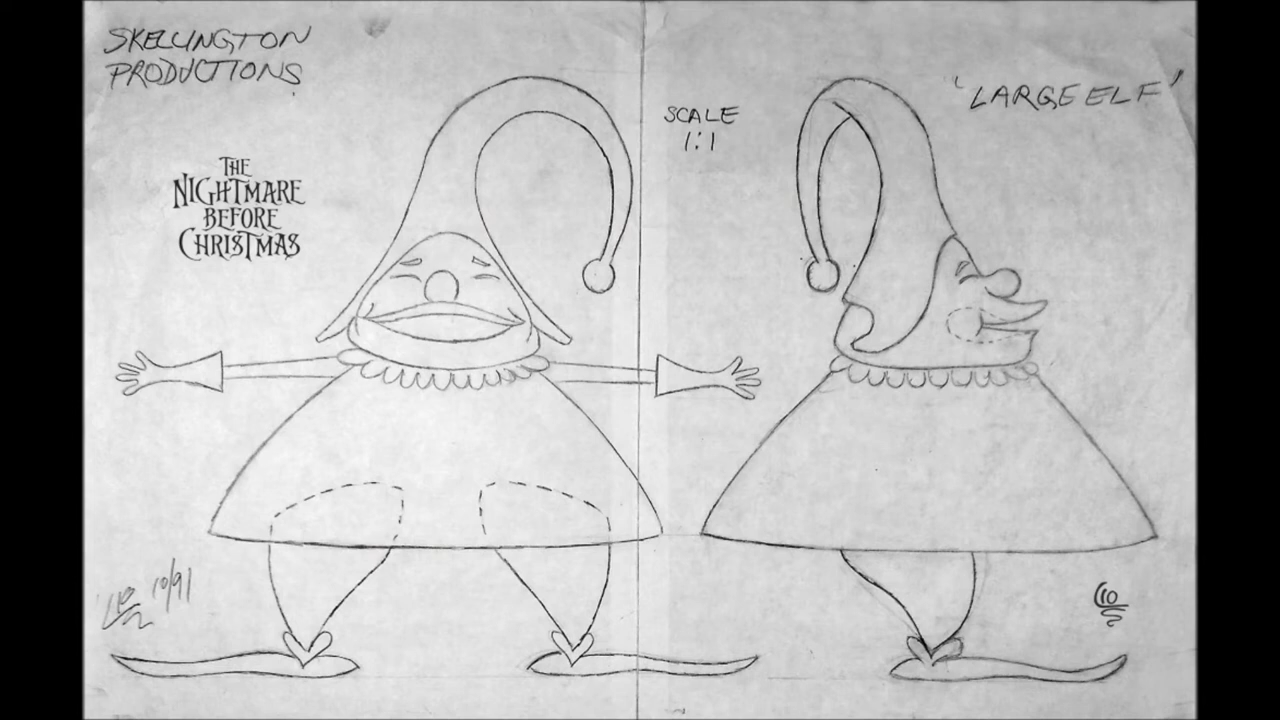 SKELLINGTON
PRODUCTIONS
THE
NIGHTMARE
BEFORE
CHRISTMAS
SCALE
1:1
'LARGE ELF'
10/91